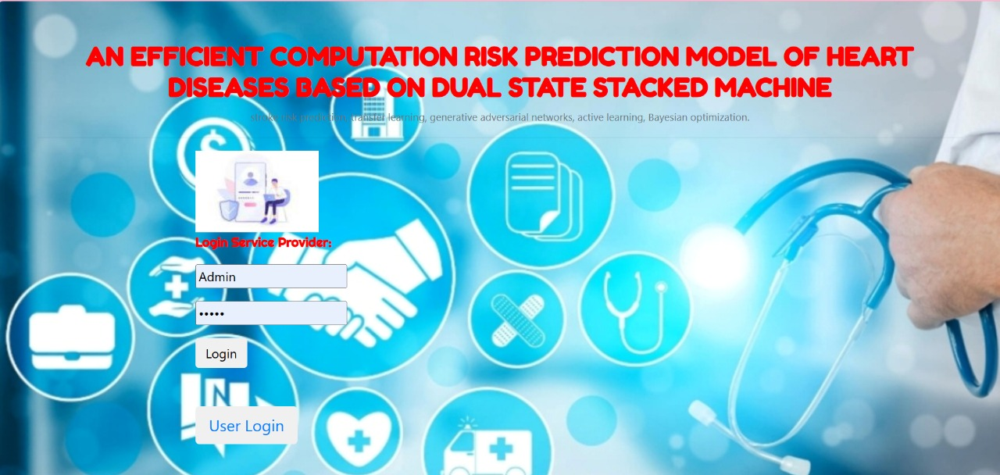 AN EFFICIENT COMPUTATION RISK PREDICTION MODEL OF HEART
DISEASES BASED ON DUAL STATE STACKED MACHINE
stroke risk prediction, transfer learning, generative adversarial networks, active learning, Bayesian optimization.
Login Service Provider:
Admin
•••••
Login
User Login